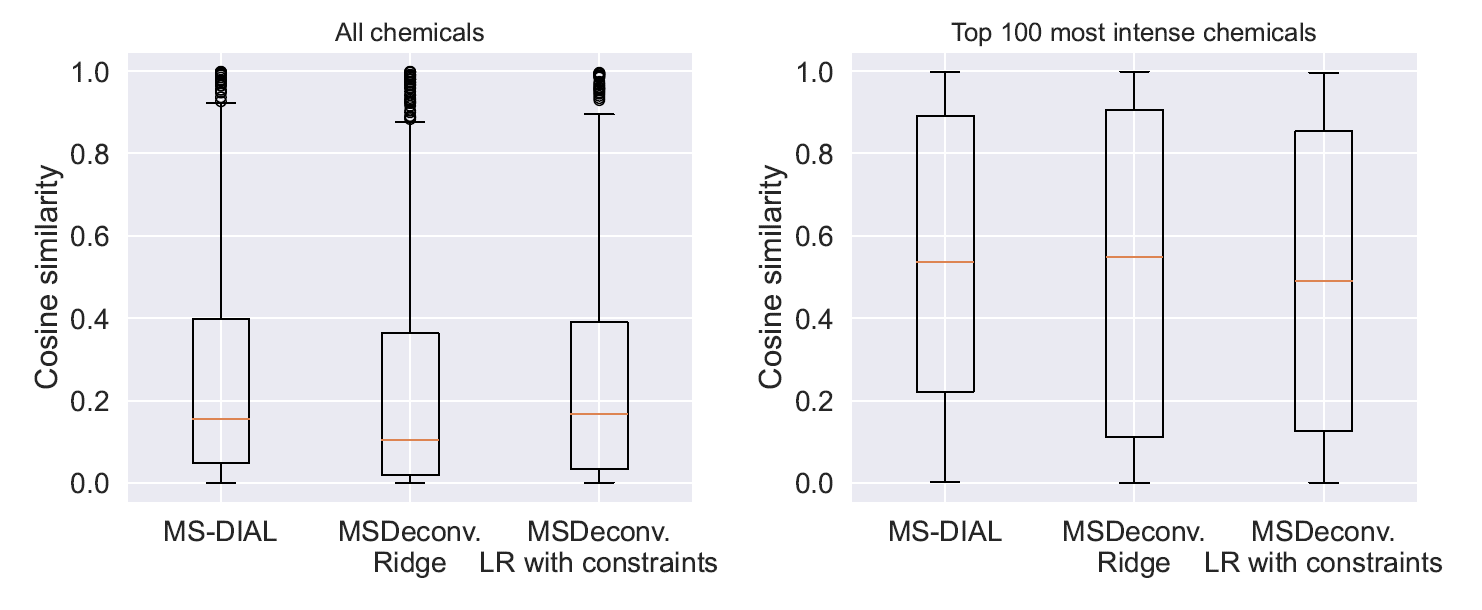 All chemicals
Cosine similarity
1.0
0.8
0.6
0.4
0.2
0.0
MS-DIAL
MSDeconv.
Ridge
MSDeconv.
LR with constraints
Top 100 most intense chemicals
Cosine similarity
1.0
0.8
0.6
0.4
0.2
0.0
MS-DIAL
MSDeconv.
Ridge
MSDeconv.
LR with constraints